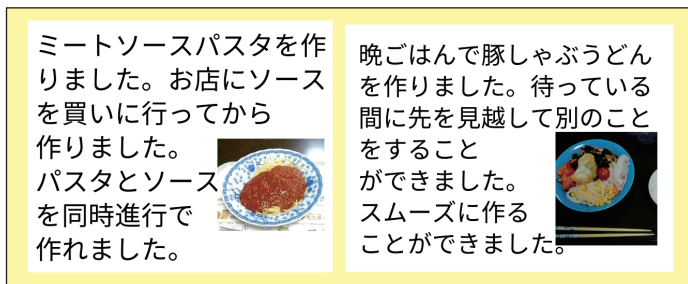 ミートソースパスタを作
りました。お店にソース
を買いに行ってから
作りました。
パスタとソース
を同時進行で
作れました。
晩ごはんで豚しゃぶうどん
を作りました。待っている
間に先を見越して別のこと
をすること
ができました。
スムーズに作る
ことができました。